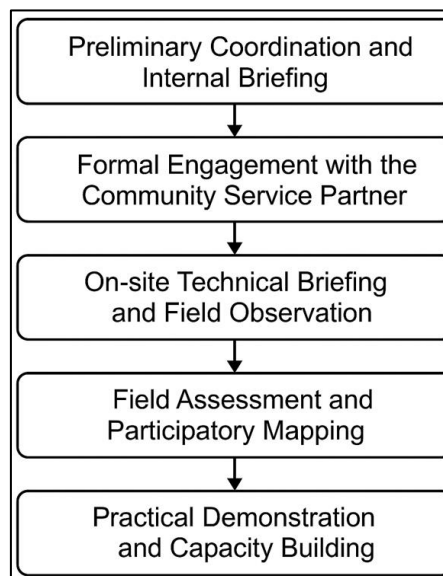 Preliminary Coordination and
Internal Briefing
Formal Engagement with the
Community Service Partner
On-site Technical Briefing
and Field Observation
Field Assessment and
Participatory Mapping
Practical Demonstration
and Capacity Building